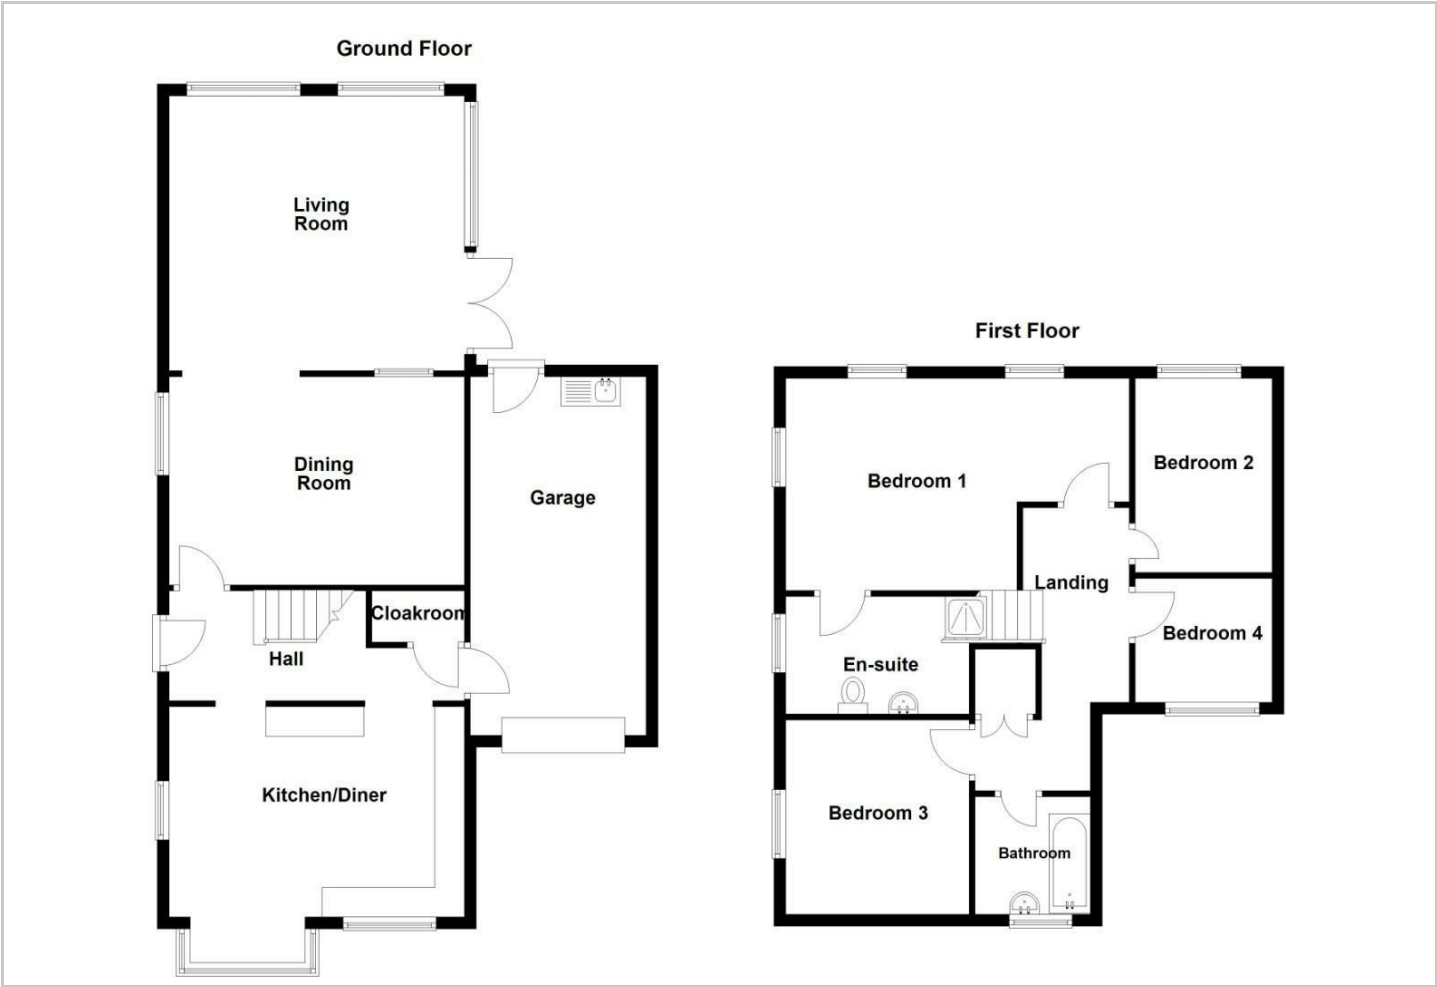 Ground Floor
Living
Room
Dining
Room
Garage
Cloakroom
Hall
Kitchen/Diner
First Floor
Bedroom 1
Bedroom 2
Landing
Bedroom 4
En-suite
Bedroom 3
Bathroom